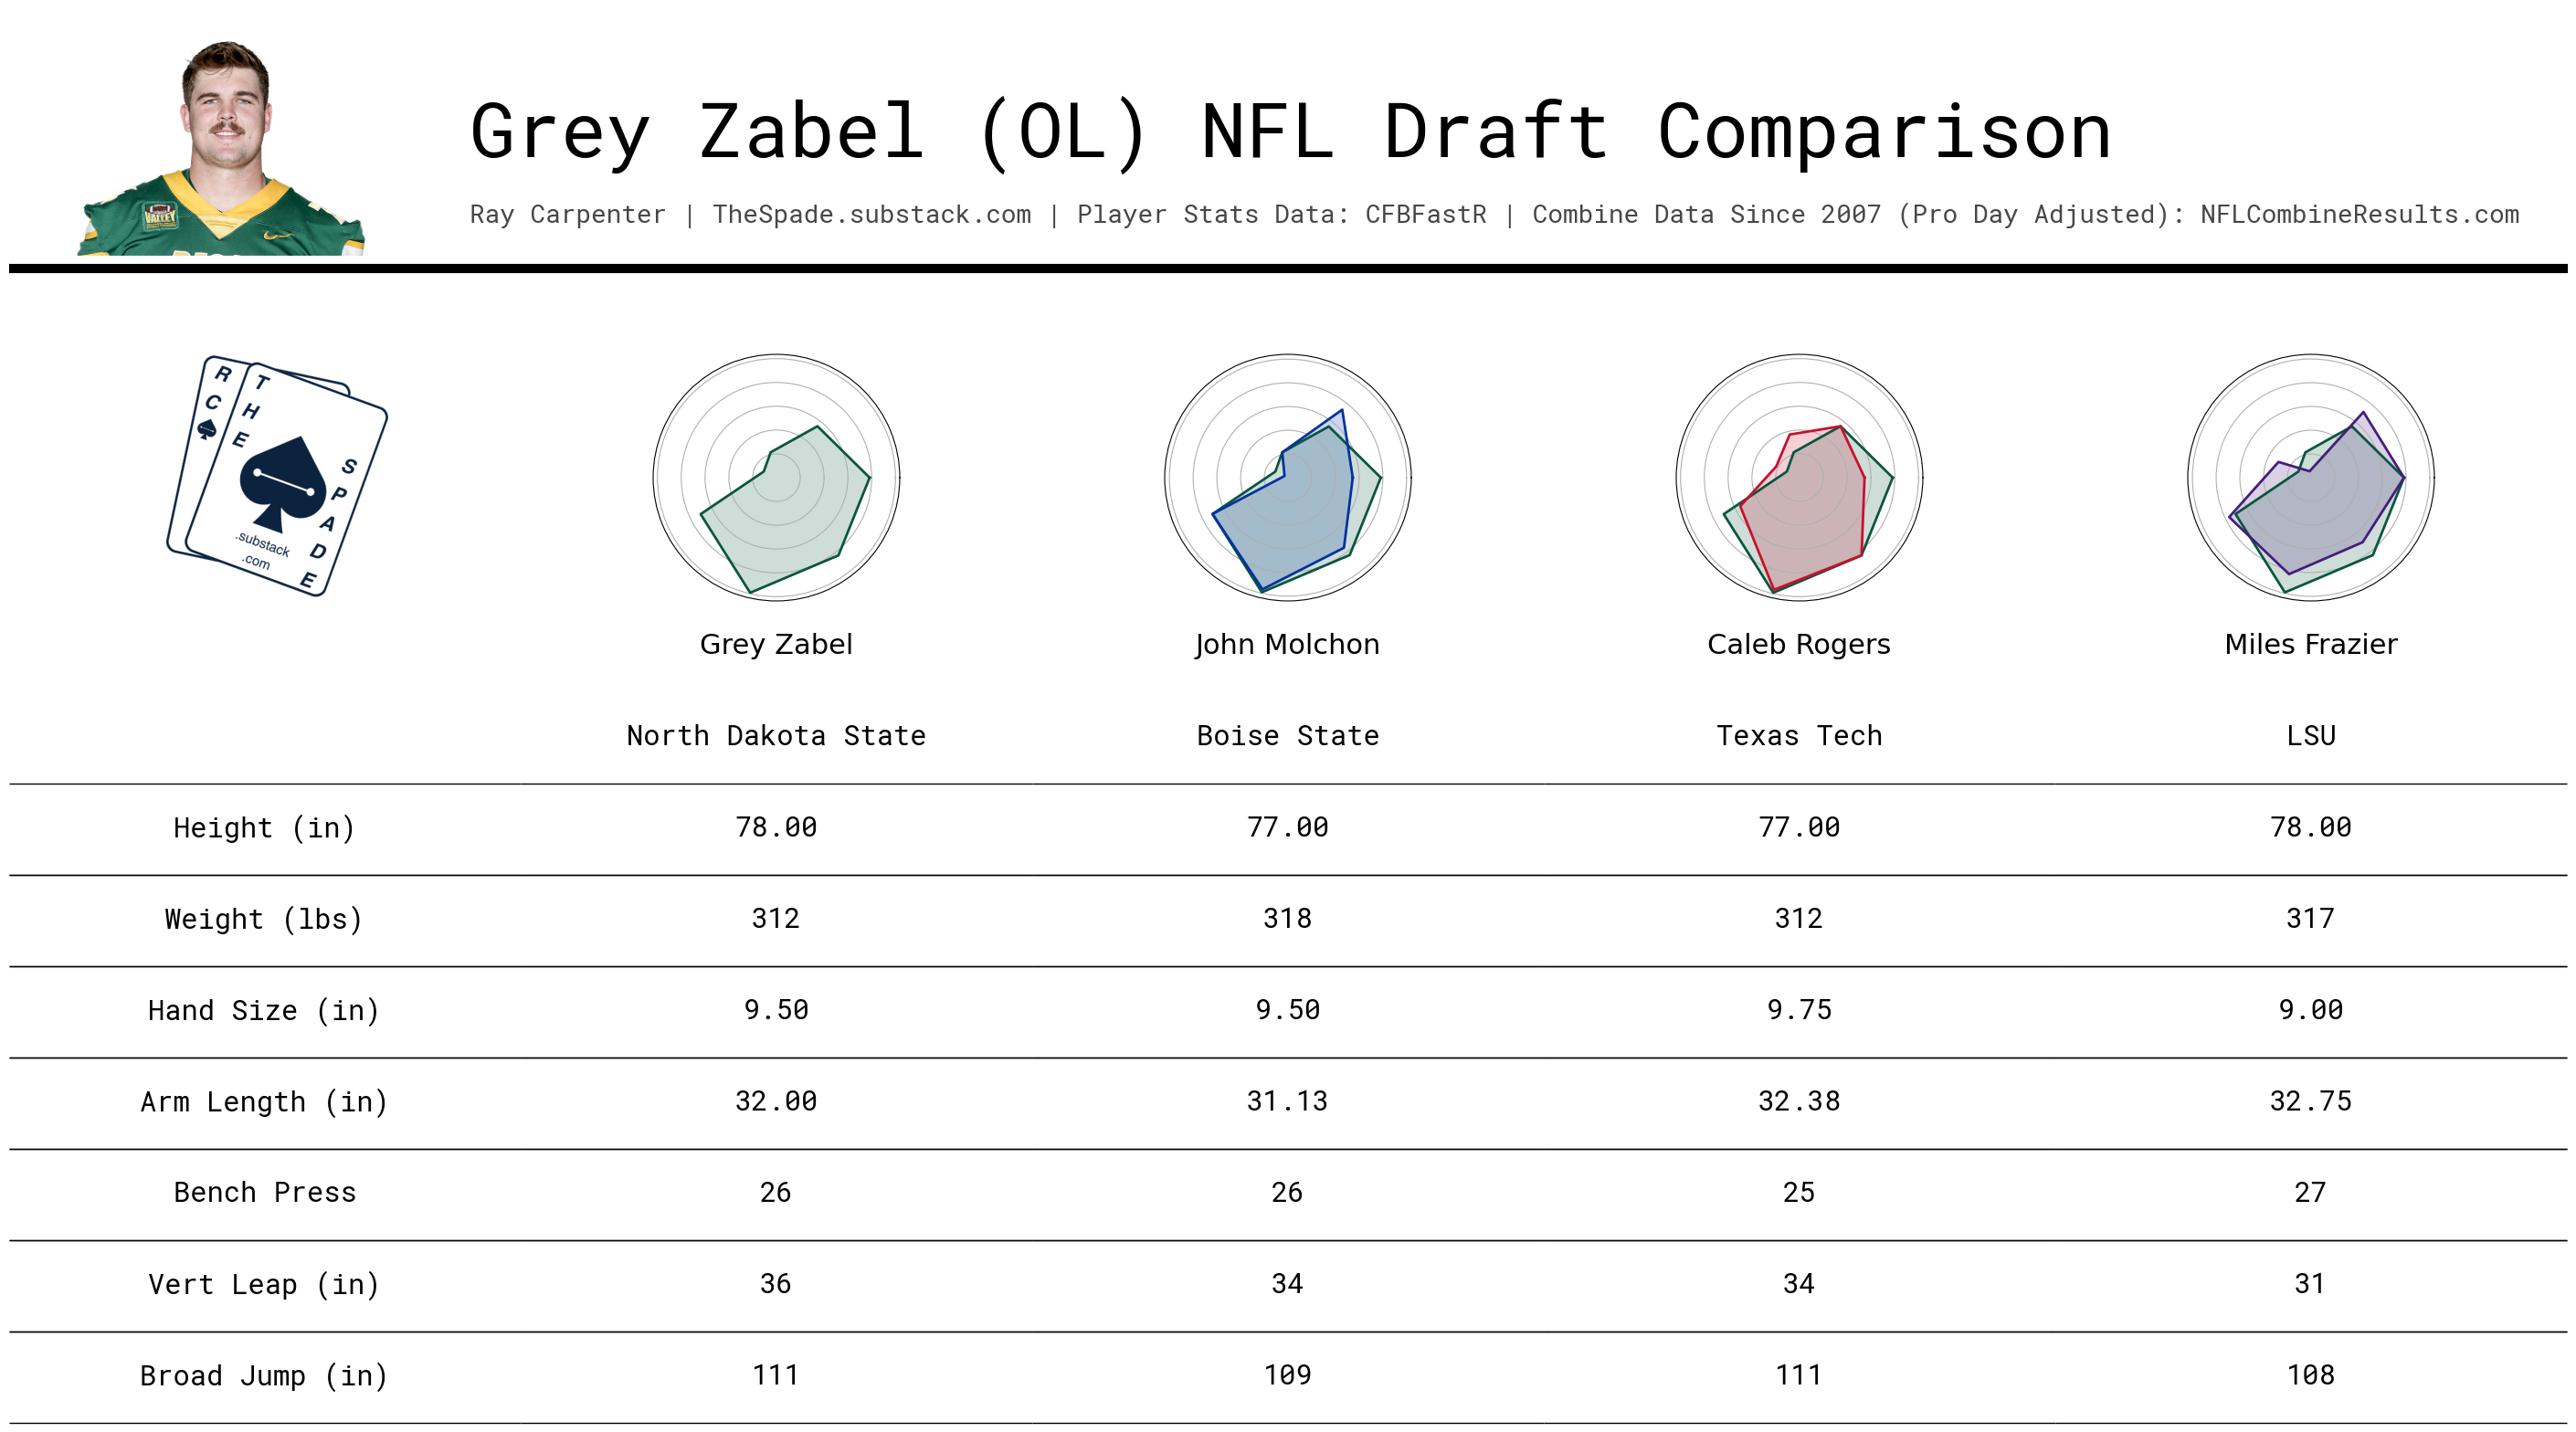 Grey Zabel (OL) NFL Draft Comparison
Ray Carpenter | TheSpade.substack.com | Player Stats Data: CFBFastR | Combine Data Since 2007 (Pro Day Adjusted): NFLCombineResults.com
VALLEY
R C
T H E
S P A D E
.substack
.com
Grey Zabel John Molchon Caleb Rogers Miles Frazier
North Dakota State Boise State Texas Tech LSU
Height (in) 78.00 77.00 77.00 78.00
Weight (lbs) 312 318 312 317
Hand Size (in) 9.50 9.50 9.75 9.00
Arm Length (in) 32.00 31.13 32.38 32.75
Bench Press 26 26 25 27
Vert Leap (in) 36 34 34 31
Broad Jump (in) 111 109 111 108